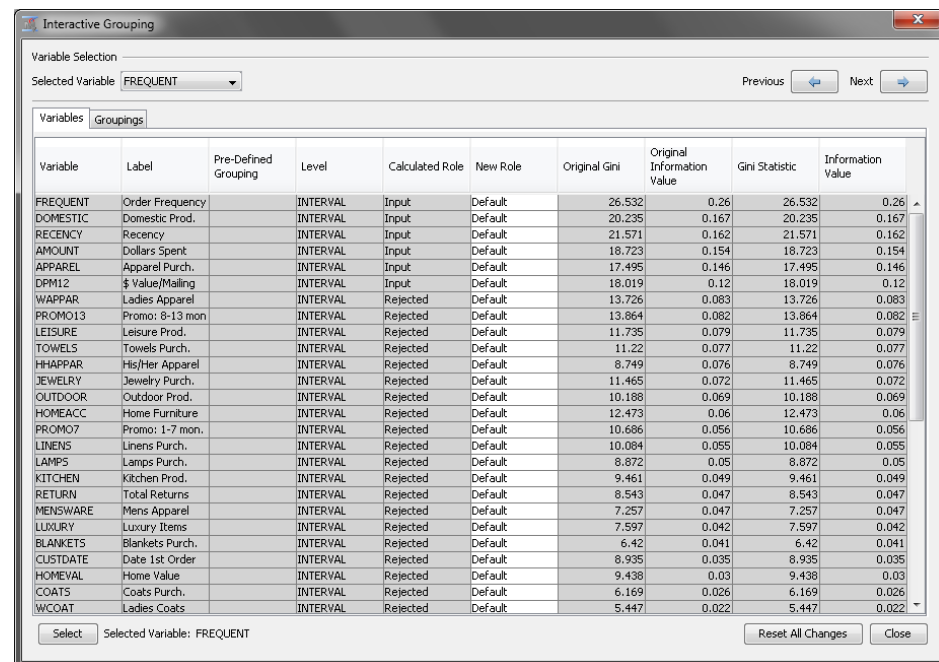 Interactive Grouping
Variable Selection
Selected Variable FREQUENT Previous Next
Variables Groupings
Variable Label Pre-Defined Grouping Level Calculated Role New Role Original Gini Original Information Value Gini Statistic Information Value
FREQUENT Order Frequency INTERVAL Input Default 26.532 0.26 26.532 0.26
DOMESTIC Domestic Prod. INTERVAL Input Default 20.235 0.167 20.235 0.167
RECENCY Recency INTERVAL Input Default 21.571 0.162 21.571 0.162
AMOUNT Dollars Spent INTERVAL Input Default 18.723 0.154 18.723 0.154
APPAREL Apparel Purch. INTERVAL Input Default 17.495 0.146 17.495 0.146
DPM12 $ Value/Mailing INTERVAL Input Default 18.019 0.12 18.019 0.12
WAPPAR Ladies Apparel INTERVAL Rejected Default 13.726 0.083 13.726 0.083
PROMO13 Promo: 8-13 mon INTERVAL Rejected Default 13.864 0.082 13.864 0.082
LEISURE Leisure Prod. INTERVAL Rejected Default 11.735 0.079 11.735 0.079
TOWELS Towels Purch. INTERVAL Rejected Default 11.22 0.077 11.22 0.077
HHAPPAR His/Her Apparel INTERVAL Rejected Default 8.749 0.076 8.749 0.076
JEWELRY Jewelry Purch. INTERVAL Rejected Default 11.465 0.072 11.465 0.072
OUTDOOR Outdoor Prod. INTERVAL Rejected Default 10.188 0.069 10.188 0.069
HOMEACC Home Furniture INTERVAL Rejected Default 12.473 0.06 12.473 0.06
PROMO7 Promo: 1-7 mon. INTERVAL Rejected Default 10.686 0.056 10.686 0.056
LINENS Linens Purch. INTERVAL Rejected Default 10.084 0.055 10.084 0.055
LAMPS Lamps Purch. INTERVAL Rejected Default 8.872 0.05 8.872 0.05
KITCHEN Kitchen Prod. INTERVAL Rejected Default 9.461 0.049 9.461 0.049
RETURN Total Returns INTERVAL Rejected Default 8.543 0.047 8.543 0.047
MENSWARE Mens Apparel INTERVAL Rejected Default 7.257 0.047 7.257 0.047
LUXURY Luxury Items INTERVAL Rejected Default 7.597 0.042 7.597 0.042
BLANKETS Blankets Purch. INTERVAL Rejected Default 6.42 0.041 6.42 0.041
CUSTDATE Date 1st Order INTERVAL Rejected Default 8.935 0.035 8.935 0.035
HOMEVAL Home Value INTERVAL Rejected Default 9.438 0.03 9.438 0.03
COATS Coats Purch. INTERVAL Rejected Default 6.169 0.026 6.169 0.026
WCOAT Ladies Coats INTERVAL Rejected Default 5.447 0.022 5.447 0.022
Select Selected Variable: FREQUENT Reset All Changes Close